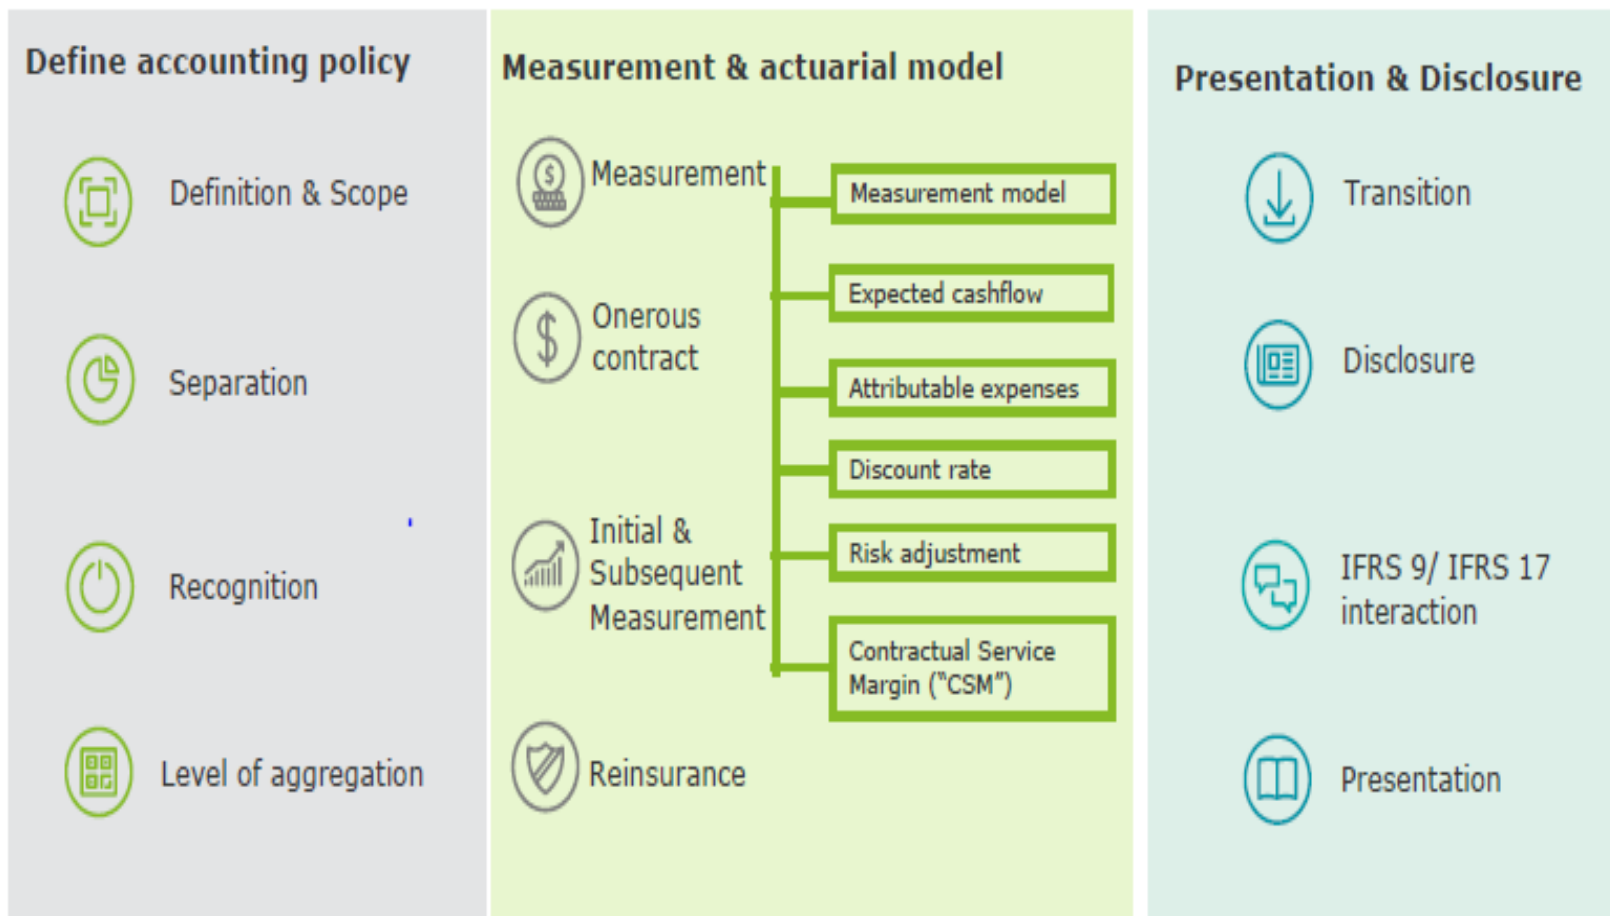 Define accounting policy
Definition & Scope
Separation
Recognition
Level of aggregation
Measurement & actuarial model
Measurement
Onerous
contract
Initial &
Subsequent
Measurement
Reinsurance
Measurement model
Expected cashflow
Attributable expenses
Discount rate
Risk adjustment
Contractual Service
Margin (“CSM”)
Presentation & Disclosure
Transition
Disclosure
IFRS 9/ IFRS 17
interaction
Presentation